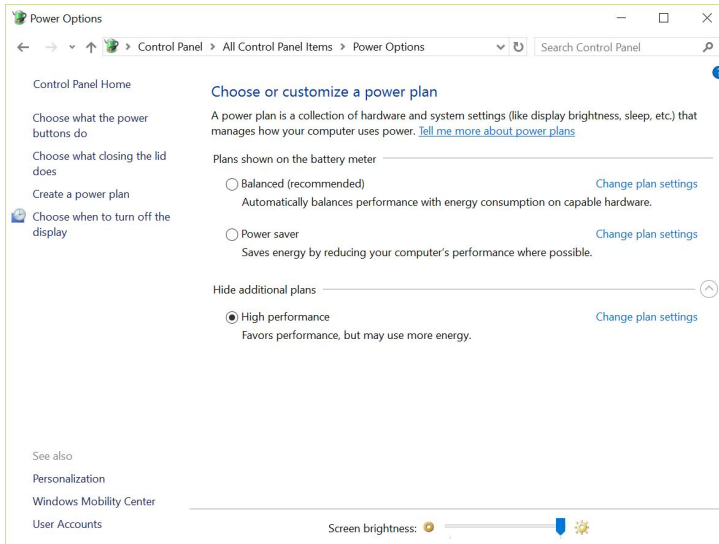 Power Options
Control Panel > All Control Panel Items > Power Options
Search Control Panel
Control Panel Home
Choose what the power
buttons do
Choose what closing the lid
does
Create a power plan
Choose when to turn off the
display
Choose or customize a power plan
A power plan is a collection of hardware and system settings (like display brightness, sleep, etc.) that
manages how your computer uses power. Tell me more about power plans
Plans shown on the battery meter
Balanced (recommended) Change plan settings
Automatically balances performance with energy consumption on capable hardware.
Power saver Change plan settings
Saves energy by reducing your computer's performance where possible.
Hide additional plans
High performance Change plan settings
Favors performance, but may use more energy.
See also
Personalization
Windows Mobility Center
User Accounts
Screen brightness: